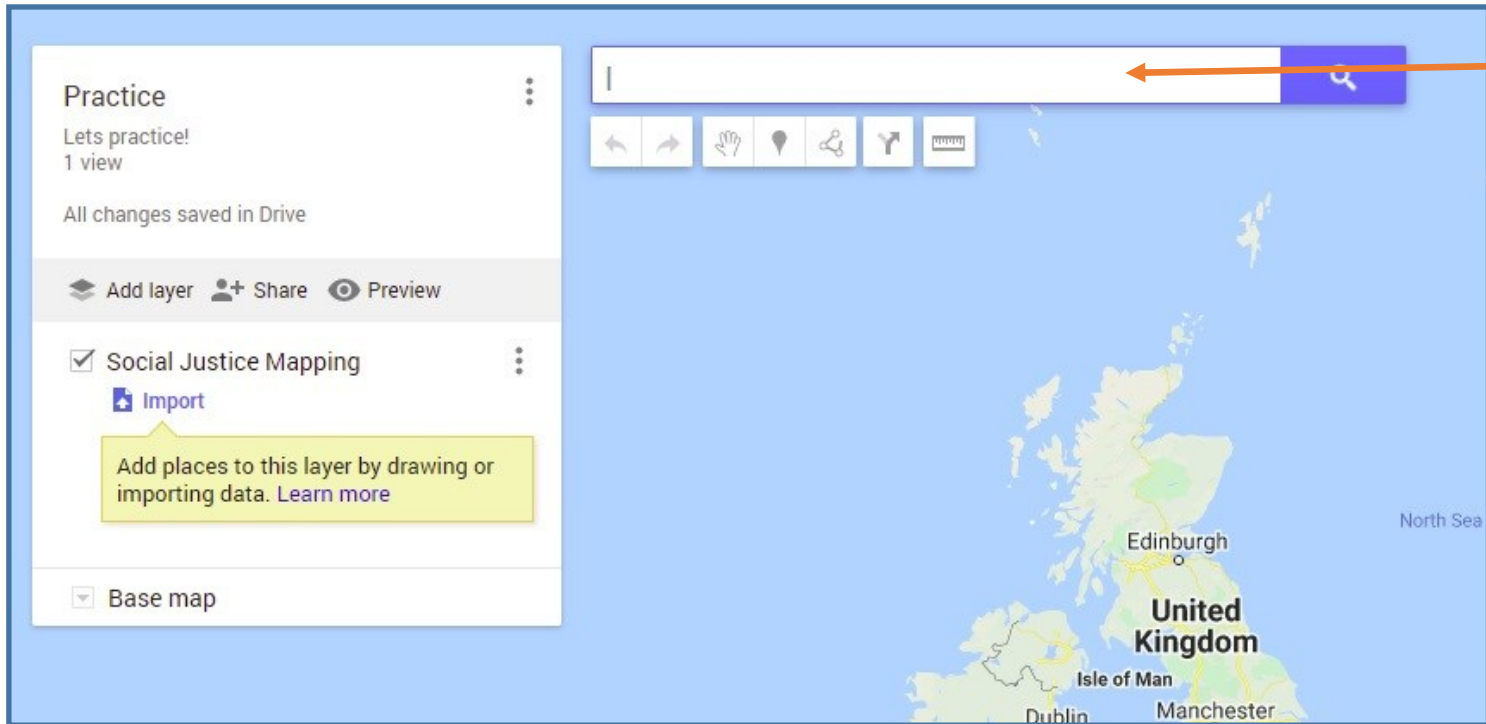 Practice
Lets practice!
1 view
All changes saved in Drive
Add layer Share Preview
Social Justice Mapping
Import
Add places to this layer by drawing or
importing data. Learn more
Base map
North Sea
Edinburgh
United
Kingdom
Isle of Man
Dublin
Manchester